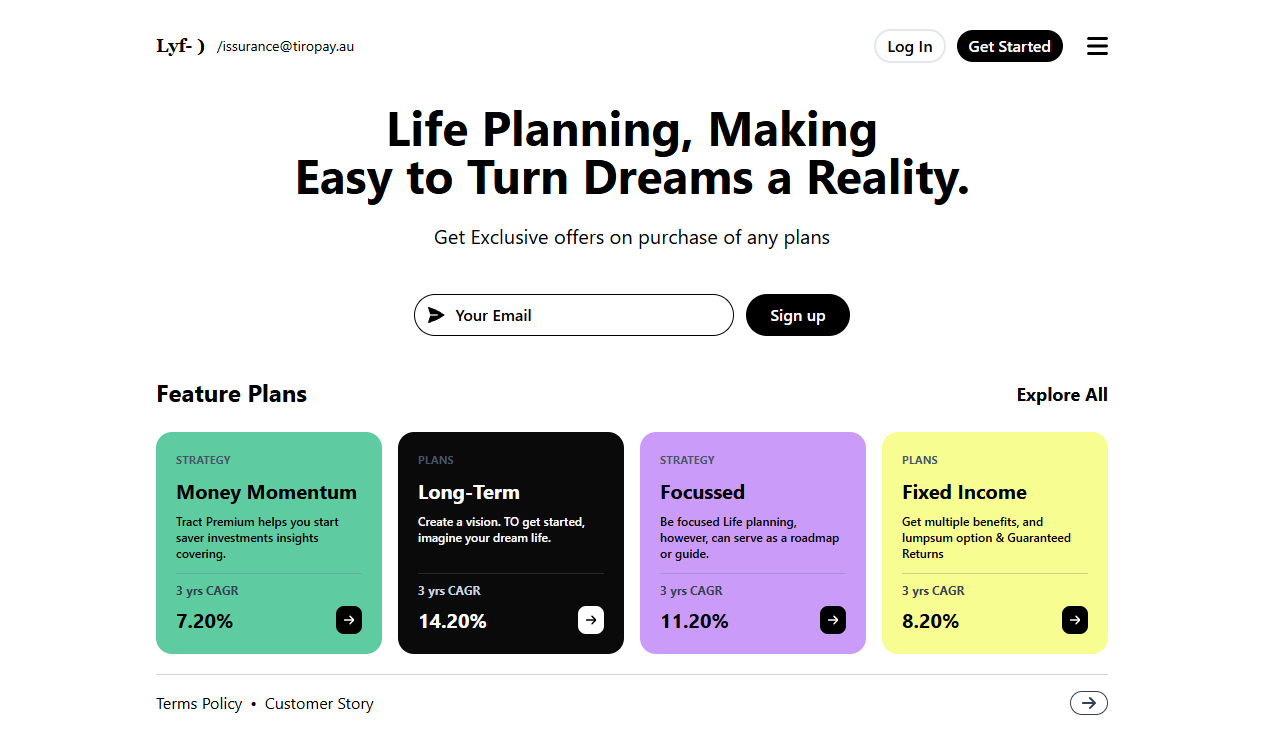 Lyf- ) /issurance@tiropay.au
Log In
Get Started
Life Planning, Making
Easy to Turn Dreams a Reality.
Get Exclusive offers on purchase of any plans
Your Email
Sign up
Feature Plans
Explore All
STRATEGY
Money Momentum
Tract Premium helps you start
saver investments insights
covering.
3 yrs CAGR
7.20%
PLANS
Long-Term
Create a vision. TO get started,
imagine your dream life.
3 yrs CAGR
14.20%
STRATEGY
Focussed
Be focused Life planning,
however, can serve as a roadmap
or guide.
3 yrs CAGR
11.20%
PLANS
Fixed Income
Get multiple benefits, and
lumpsum option & Guaranteed
Returns
3 yrs CAGR
8.20%
Terms Policy • Customer Story